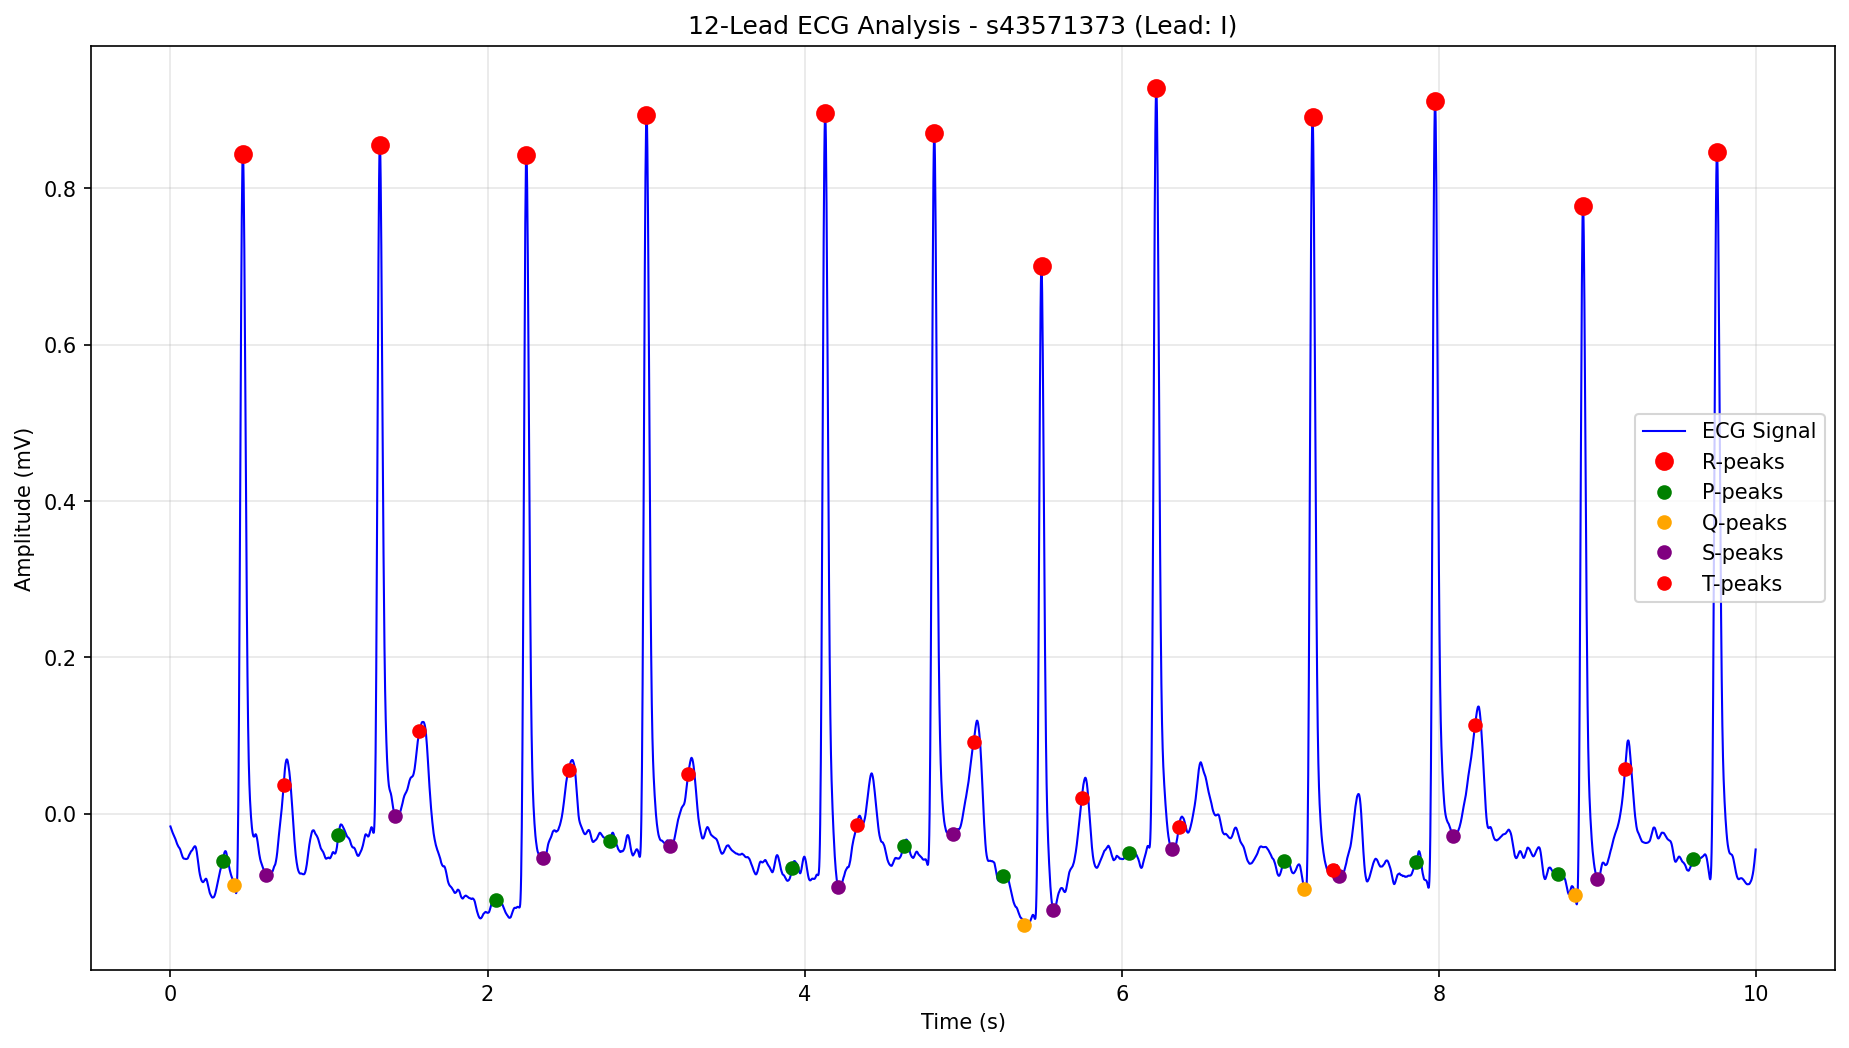 12-Lead ECG Analysis - s43571373 (Lead: I)
Amplitude (mV)
0.8
0.6
0.4
0.2
0.0
ECG Signal
R-peaks
P-peaks
Q-peaks
S-peaks
T-peaks
0 2 4 6 8 10
Time (s)